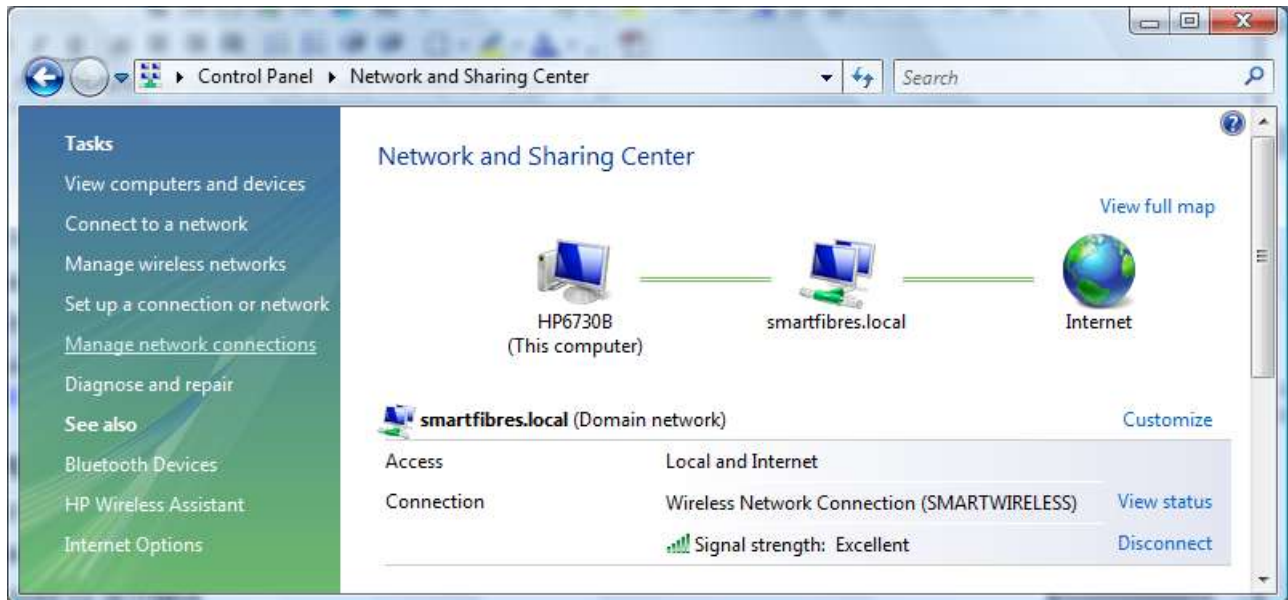 Control Panel Network and Sharing Center
Search
Tasks
View computers and devices
Connect to a network
Manage wireless networks
Set up a connection or network
Manage network connections
Diagnose and repair
See also
Bluetooth Devices
HP Wireless Assistant
Internet Options
Network and Sharing Center
View full map
HP6730B
(This computer)
smartfibres.local
Internet
smartfibres.local (Domain network) Customize
Access Local and Internet
Connection Wireless Network Connection (SMARTWIRELESS) View status
Signal strength: Excellent Disconnect